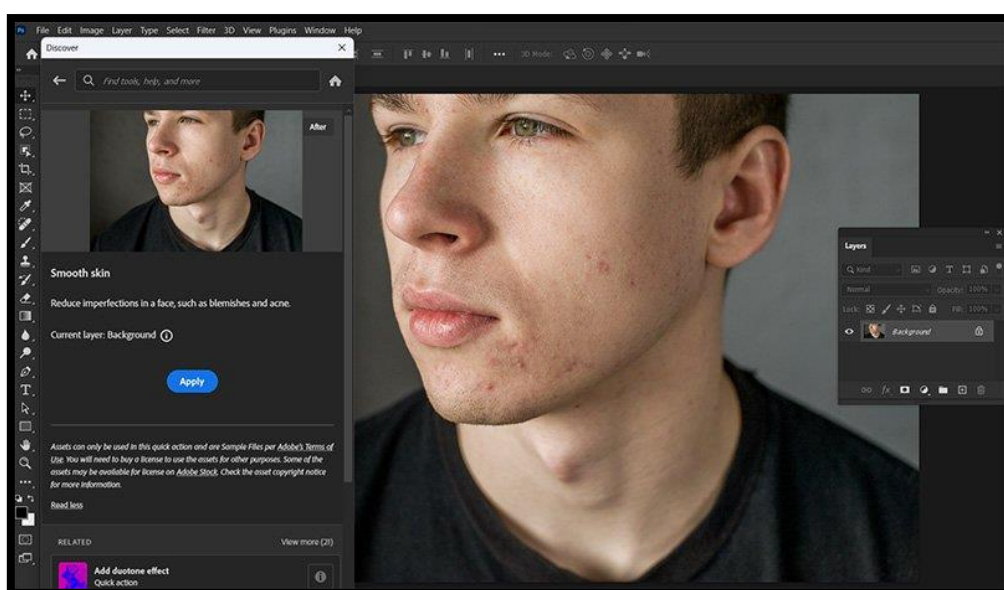 Ps File Edit Image Layer Type Select Filter 3D View Plugins Window Help
Discover
3D Mode:
Find tools, help, and more
After
Smooth skin
Reduce imperfections in a face, such as blemishes and acne.
Current layer: Background
Apply
Assets can only be used in this quick action and are Sample Files per Adobe's Terms of
Use. You will need to buy a license to use the assets for other purposes. Some of the
assets may be available for license on Adobe Stock. Check the asset copyright notice
for more information.
Read less
RELATED View more (21)
Add duotone effect
Quick action
Layers
Kind
Normal Opacity: 100%
Lock: Fill: 100%
Background
fx